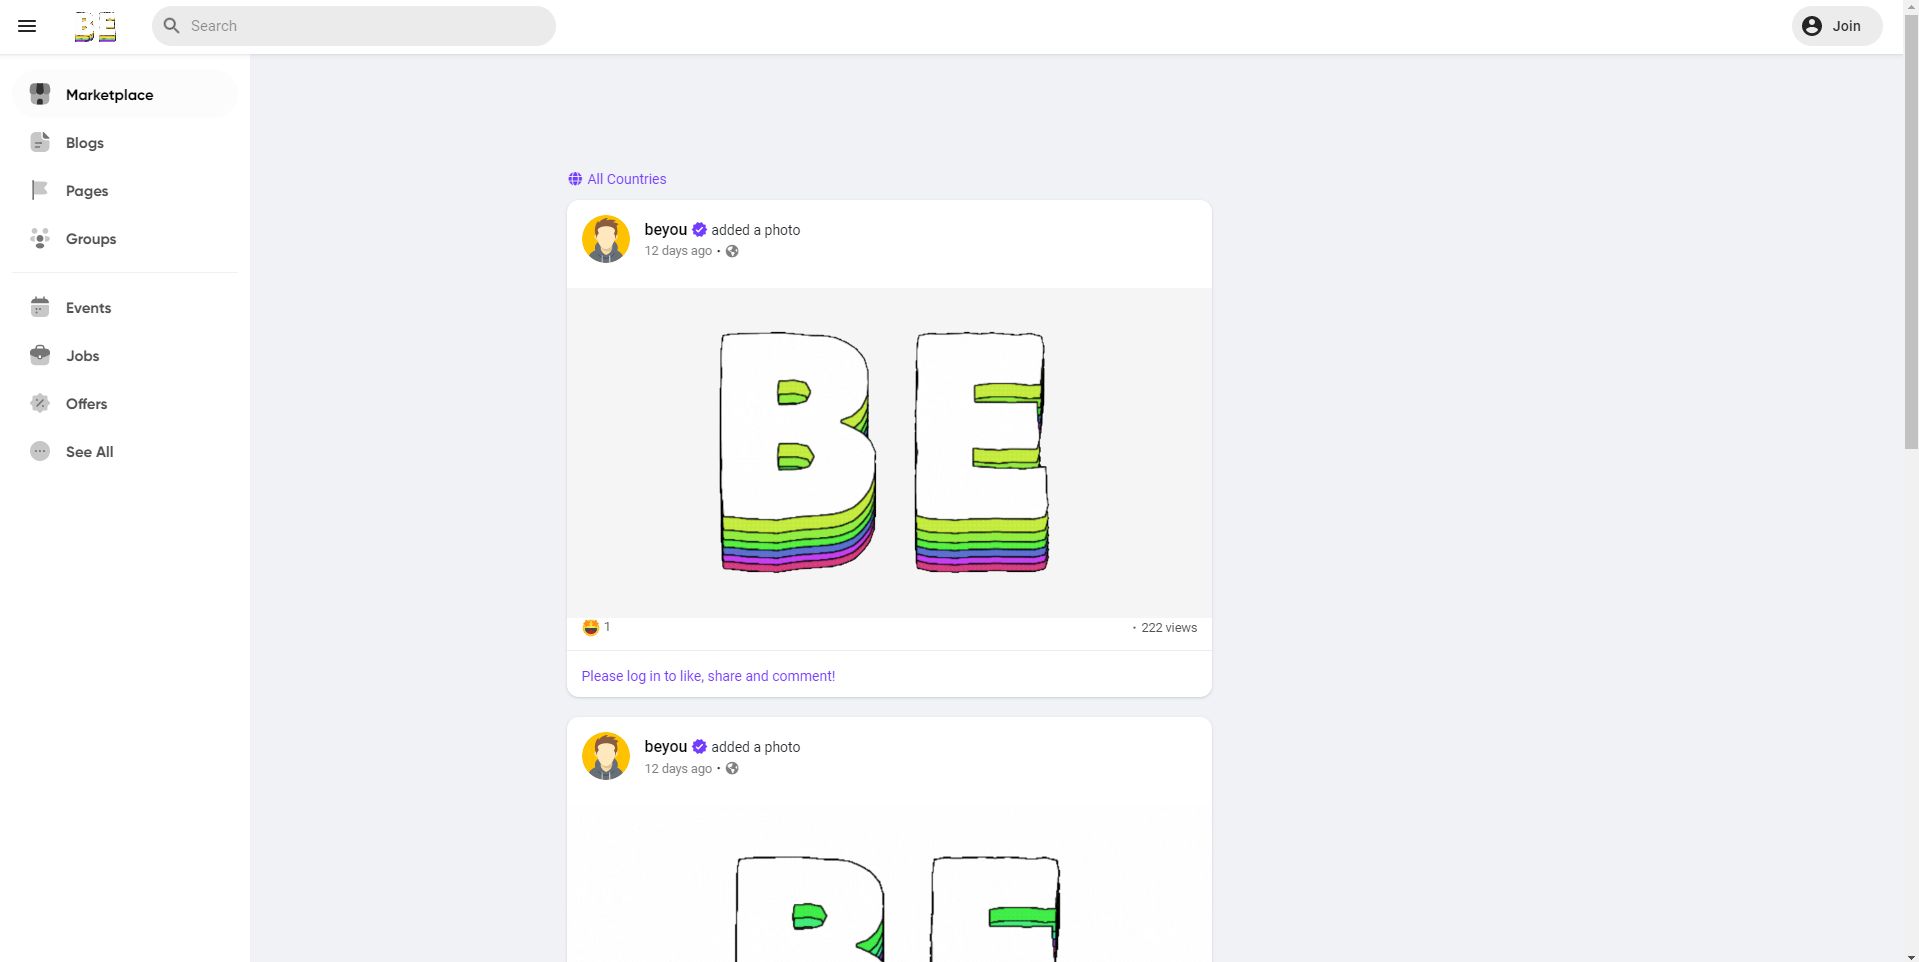 BE
Search
Join
Marketplace
Blogs
Pages
Groups
Events
Jobs
Offers
See All
All Countries
beyou added a photo
12 days ago •
BE
1
• 222 views
Please log in to like, share and comment!
beyou added a photo
12 days ago •
BE